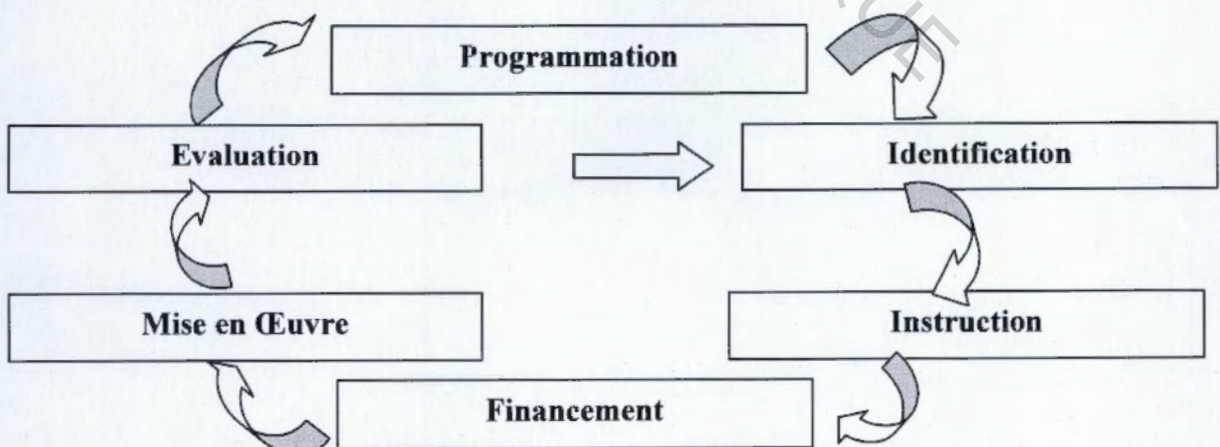 Programmation
Evaluation
Identification
Mise en Œuvre
Instruction
Financement